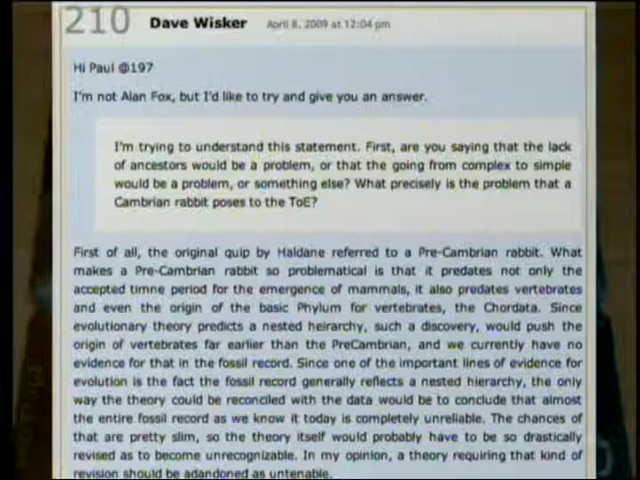 210 Dave Wisker April 8, 2009 at 12:04 pm
Hi Paul @197
I'm not Alan Fox, but I'd like to try and give you an answer.
I'm trying to understand this statement. First, are you saying that the lack
of ancestors would be a problem, or that the going from complex to simple
would be a problem, or something else? What precisely is the problem that a
Cambrian rabbit poses to the ToE?
First of all, the original quip by Haldane referred to a Pre-Cambrian rabbit. What
makes a Pre-Cambrian rabbit so problematical is that it predates not only the
accepted timne period for the emergence of mammals, it also predates vertebrates
and even the origin of the basic Phylum for vertebrates, the Chordata. Since
evolutionary theory predicts a nested heirarchy, such a discovery, would push the
origin of vertebrates far earlier than the PreCambrian, and we currently have no
evidence for that in the fossil record. Since one of the important lines of evidence for
evolution is the fact the fossil record generally reflects a nested hierarchy, the only
way the theory could be reconciled with the data would be to conclude that almost
the entire fossil record as we know it today is completely unreliable. The chances of
that are pretty slim, so the theory itself would probably have to be so drastically
revised as to become unrecognizable. In my opinion, a theory requiring that kind of
revision should be adandoned as untenable.